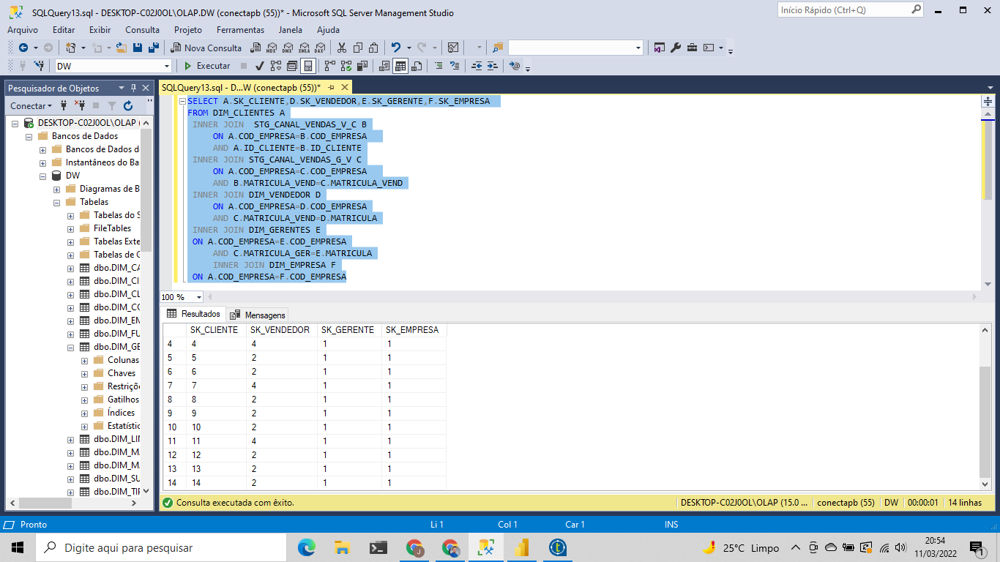 SQLQuery13.sql - DESKTOP-C02J0OL\OLAP.DW (conectapb (55))* - Microsoft SQL Server Management Studio
Início Rápido (Ctrl+Q)
Arquivo Editar Exibir Consulta Projeto Ferramentas Janela Ajuda
Nova Consulta MDX DMX XMLA DAX
DW Executar
Pesquisador de Objetos
SQLQuery13.sql - D...W (conectapb (55))*
Conectar
DESKTOP-C02J0OL\OLAP (
Bancos de Dados
Bancos de Dados d
Instantâneos do Ba
DW
Diagramas de B
Tabelas
Tabelas do S
FileTables
Tabelas Exte
Tabelas de G
dbo.DIM_CA
dbo.DIM_CI
dbo.DIM_CL
dbo.DIM_CO
dbo.DIM_EM
dbo.DIM_FU
dbo.DIM_GE
Colunas
Chaves
Restriçõe
Gatilhos
Índices
Estatístic
dbo.DIM_LIN
dbo.DIM_MA
dbo.DIM_MA
dbo.DIM_SU
dbo.DIM_TIP
SELECT A.SK_CLIENTE,D.SK_VENDEDOR,E.SK_GERENTE,F.SK_EMPRESA
FROM DIM_CLIENTES A
INNER JOIN  STG_CANAL_VENDAS_V_C B
ON A.COD_EMPRESA=B.COD_EMPRESA
AND A.ID_CLIENTE=B.ID_CLIENTE
INNER JOIN STG_CANAL_VENDAS_G_V C
ON A.COD_EMPRESA=C.COD_EMPRESA
AND B.MATRICULA_VEND=C.MATRICULA_VEND
INNER JOIN DIM_VENDEDOR D
ON A.COD_EMPRESA=D.COD_EMPRESA
AND C.MATRICULA_VEND=D.MATRICULA
INNER JOIN DIM_GERENTES E
ON A.COD_EMPRESA=E.COD_EMPRESA
AND C.MATRICULA_GER=E.MATRICULA
INNER JOIN DIM_EMPRESA F
ON A.COD_EMPRESA=F.COD_EMPRESA
100 %
Resultados Mensagens
SK_CLIENTE SK_VENDEDOR SK_GERENTE SK_EMPRESA
4 4 4 1 1
5 5 2 1 1
6 6 2 1 1
7 7 4 1 1
8 8 2 1 1
9 9 2 1 1
10 10 2 1 1
11 11 4 1 1
12 12 2 1 1
13 13 2 1 1
14 14 2 1 1
Consulta executada com êxito. DESKTOP-C02J0OL\OLAP (15.0 ... conectapb (55) DW 00:00:01 14 linhas
Pronto Li 1 Col 1 Car 1 INS
Digite aqui para pesquisar J t 25°C Limpo 20:54
11/03/2022 1